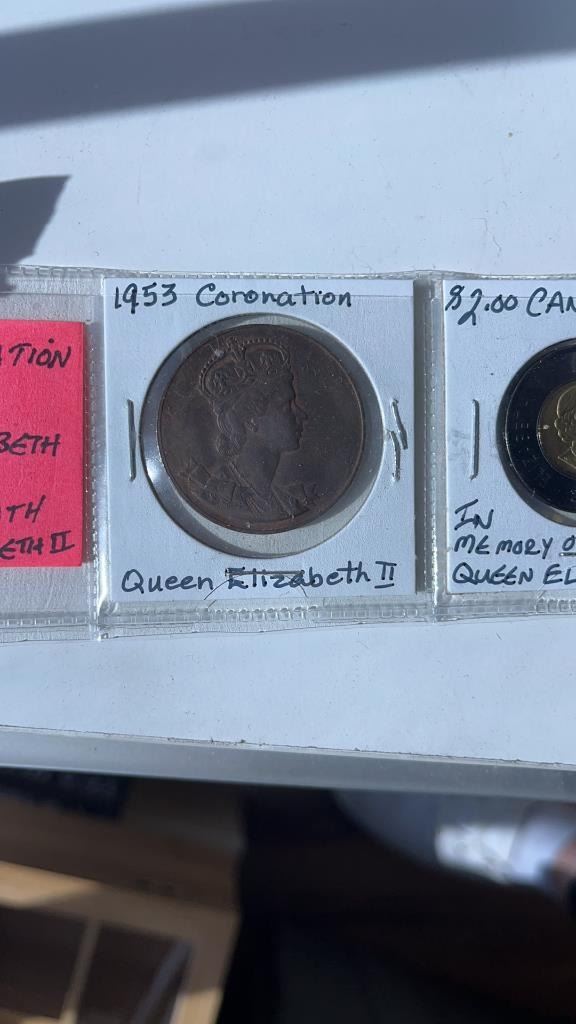 TION
BETH
TH
ETH II
1953 Coronation
Queen Elizabeth II
$2.00 CAN
IN
MEMORY O
QUEEN EL